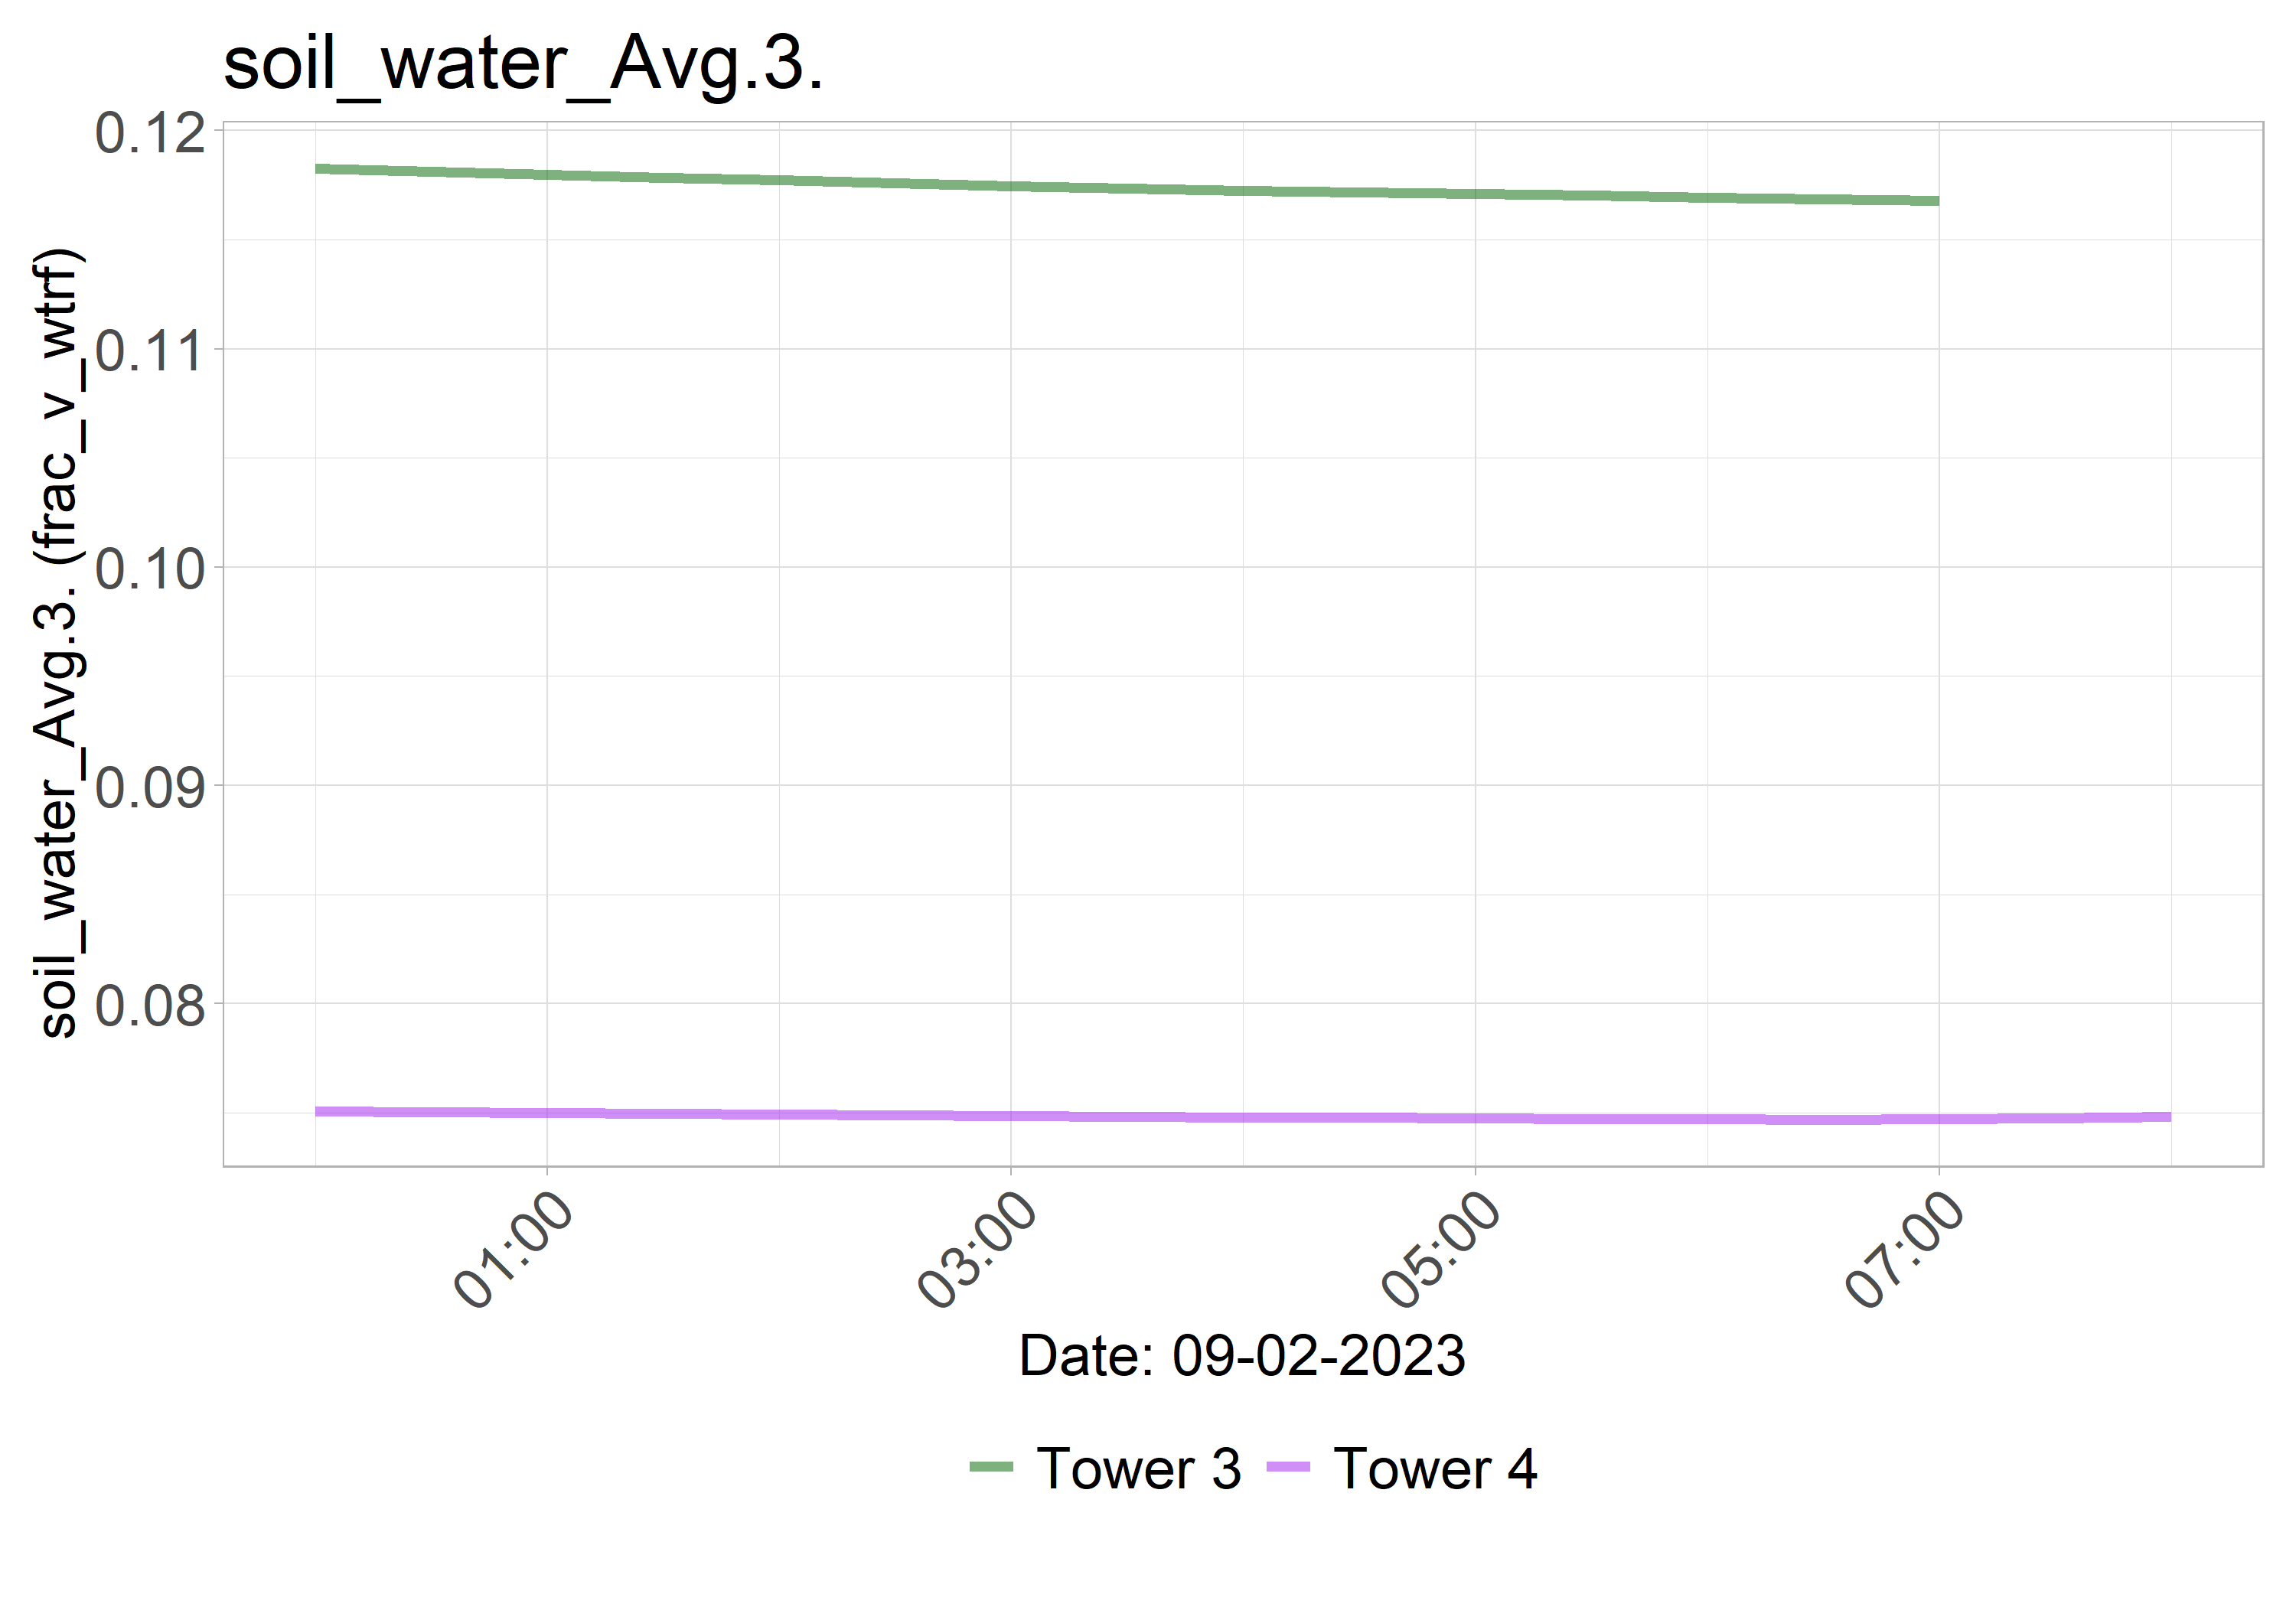 soil_water_Avg.3.
soil_water_Avg.3. (frac_v_wtrf)
0.12
0.11
0.10
0.09
0.08
01:00
03:00
05:00
07:00
Date: 09-02-2023
Tower 3
Tower 4